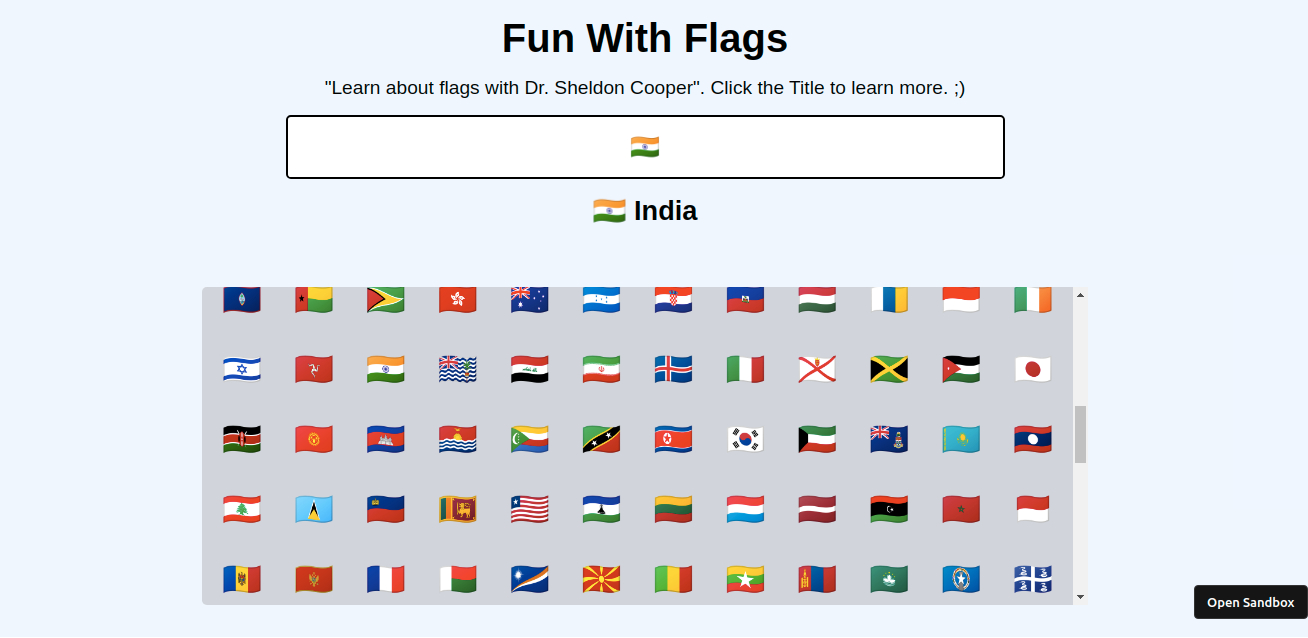 Fun With Flags
"Learn about flags with Dr. Sheldon Cooper". Click the Title to learn more. ;)
🇮🇳
🇮🇳 India
Open Sandbox